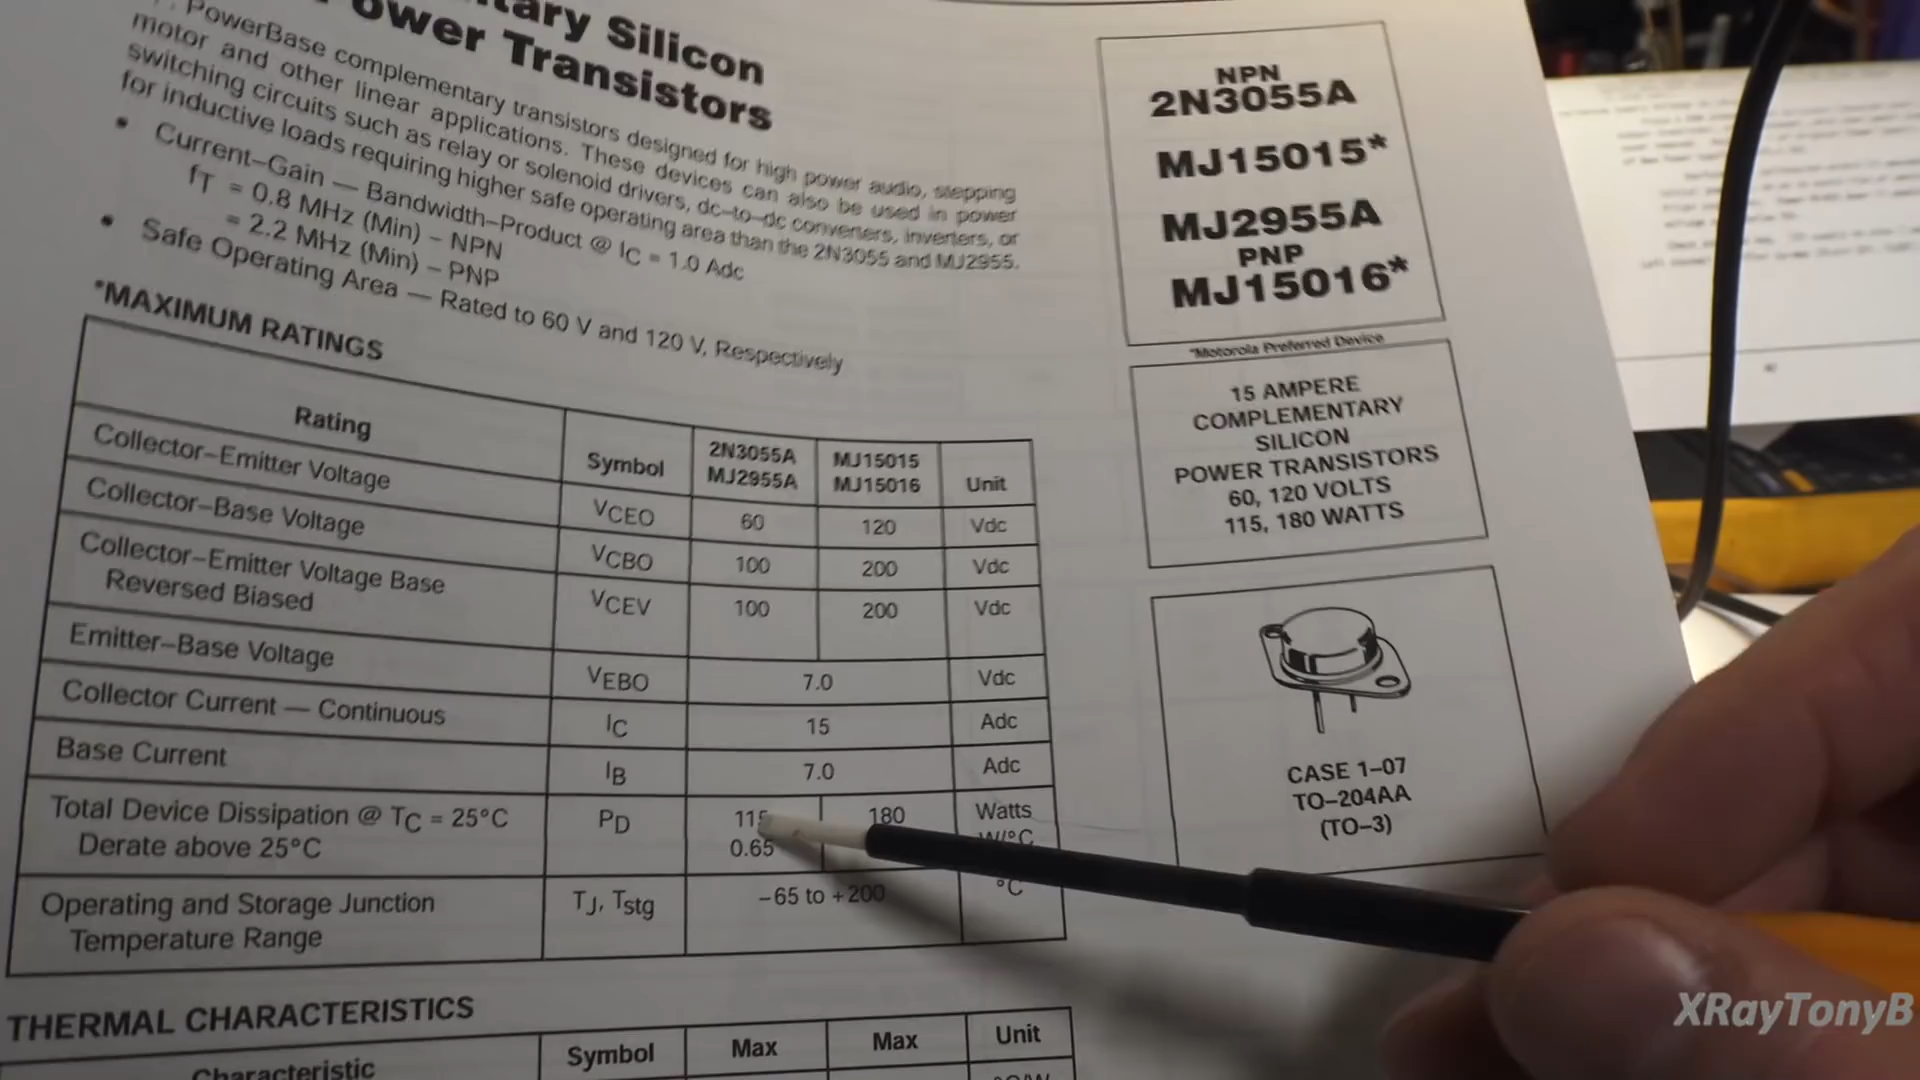 tary Silicon
ower Transistors
PowerBase complementary transistors designed for high power audio, stepping
motor and other linear applications. These devices can also be used in power
switching circuits such as relay or solenoid drivers, dc–to–dc converters, inverters, or
for inductive loads requiring higher safe operating area than the 2N3055 and MJ2955.
• Current–Gain — Bandwidth–Product @ IC = 1.0 Adc
fT = 0.8 MHz (Min) – NPN
= 2.2 MHz (Min) – PNP
• Safe Operating Area — Rated to 60 V and 120 V, Respectively
*MAXIMUM RATINGS
Rating Symbol 2N3055A MJ2955A MJ15015 MJ15016 Unit
Collector–Emitter Voltage VCEO 60 120 Vdc
Collector–Base Voltage VCBO 100 200 Vdc
Collector–Emitter Voltage Base VCEV 100 200 Vdc
Reversed Biased
Emitter–Base Voltage VEBO 7.0 Vdc
Collector Current — Continuous IC 15 Adc
Base Current IB 7.0 Adc
Total Device Dissipation @ TC = 25°C PD 115 180 Watts
Derate above 25°C 0.65 W/°C
Operating and Storage Junction TJ, Tstg –65 to +200 °C
Temperature Range
THERMAL CHARACTERISTICS
Characteristic Symbol Max Max Unit
°C/W
NPN
2N3055A
MJ15015*
MJ2955A
PNP
MJ15016*
*Motorola Preferred Device
15 AMPERE
COMPLEMENTARY
SILICON
POWER TRANSISTORS
60, 120 VOLTS
115, 180 WATTS
CASE 1–07
TO–204AA
(TO–3)
XRayTonyB